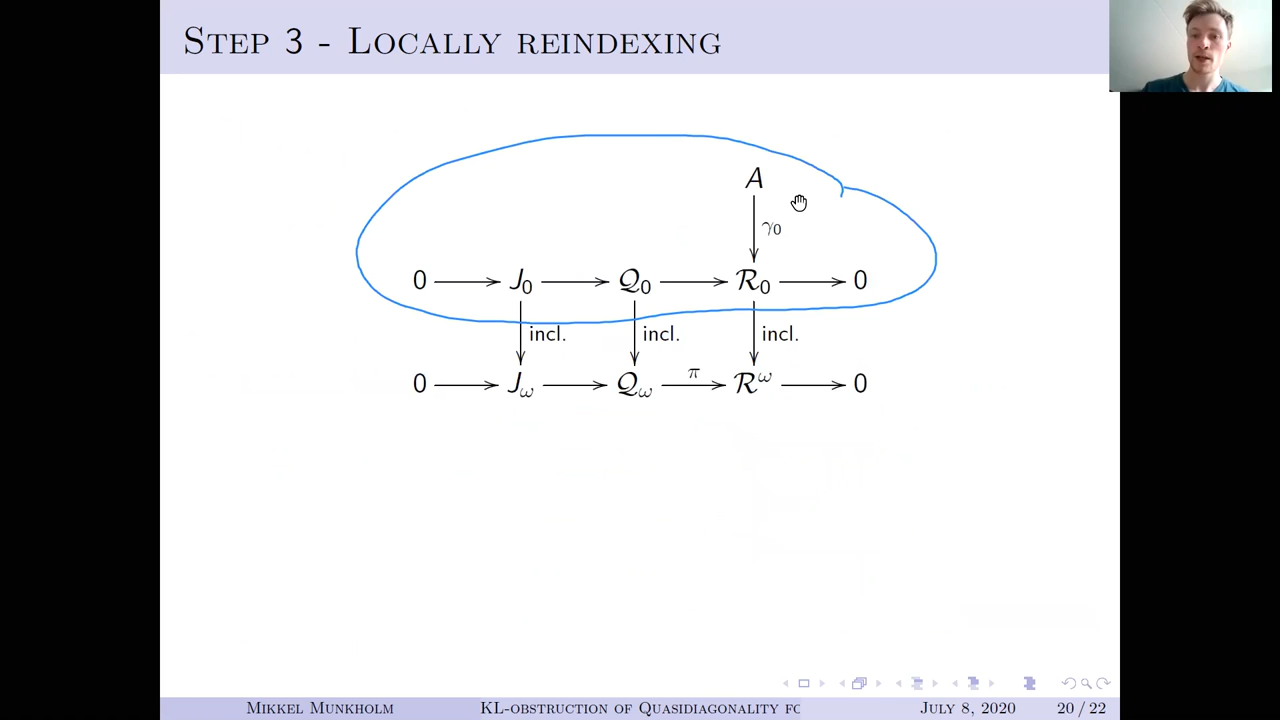 STEP 3 - LOCALLY REINDEXING
A
γ0
0 J0 Q0 R0 0
incl. incl. incl.
0 Jω Qω π Rω 0
MIKKEL MUNKHOLM KL-OBSTRUCTION OF QUASIDIAGONALITY FO JULY 8, 2020 20 / 22